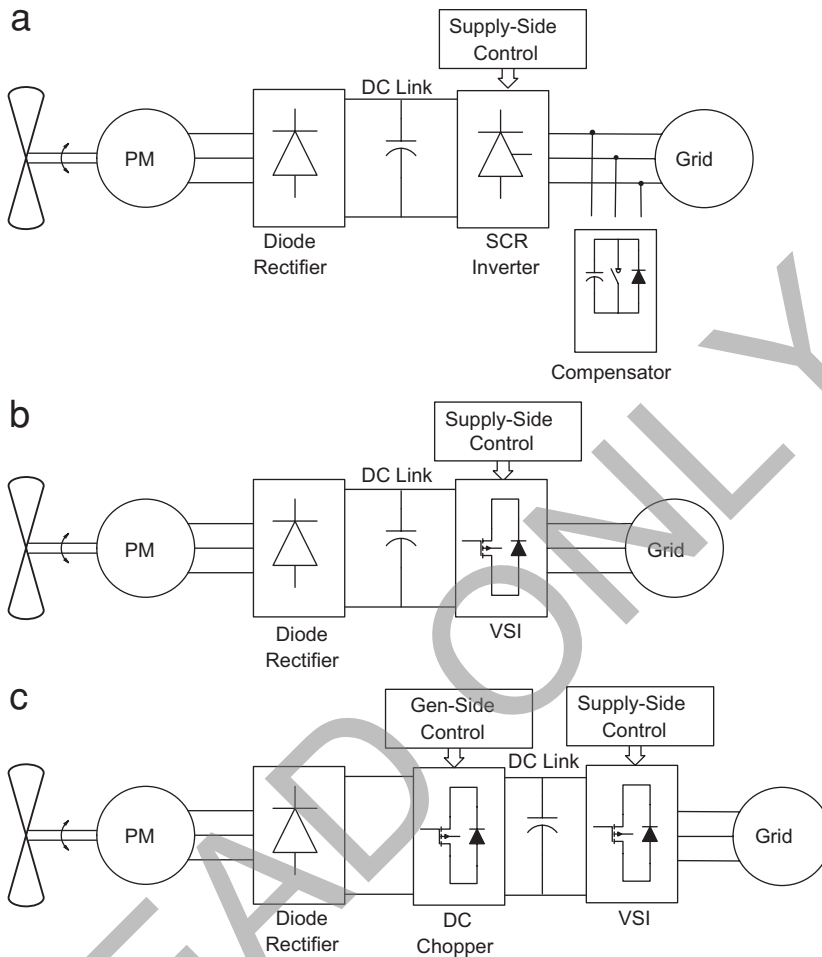 a
Supply-Side
Control
DC Link
PM
Grid
Diode
Rectifier
SCR
Inverter
Compensator
b
Supply-Side
Control
DC Link
PM
Grid
Diode
Rectifier
VSI
c
Gen-Side
Control
Supply-Side
Control
DC Link
PM
Grid
Diode
Rectifier
DC
Chopper
VSI
EAD ONLY